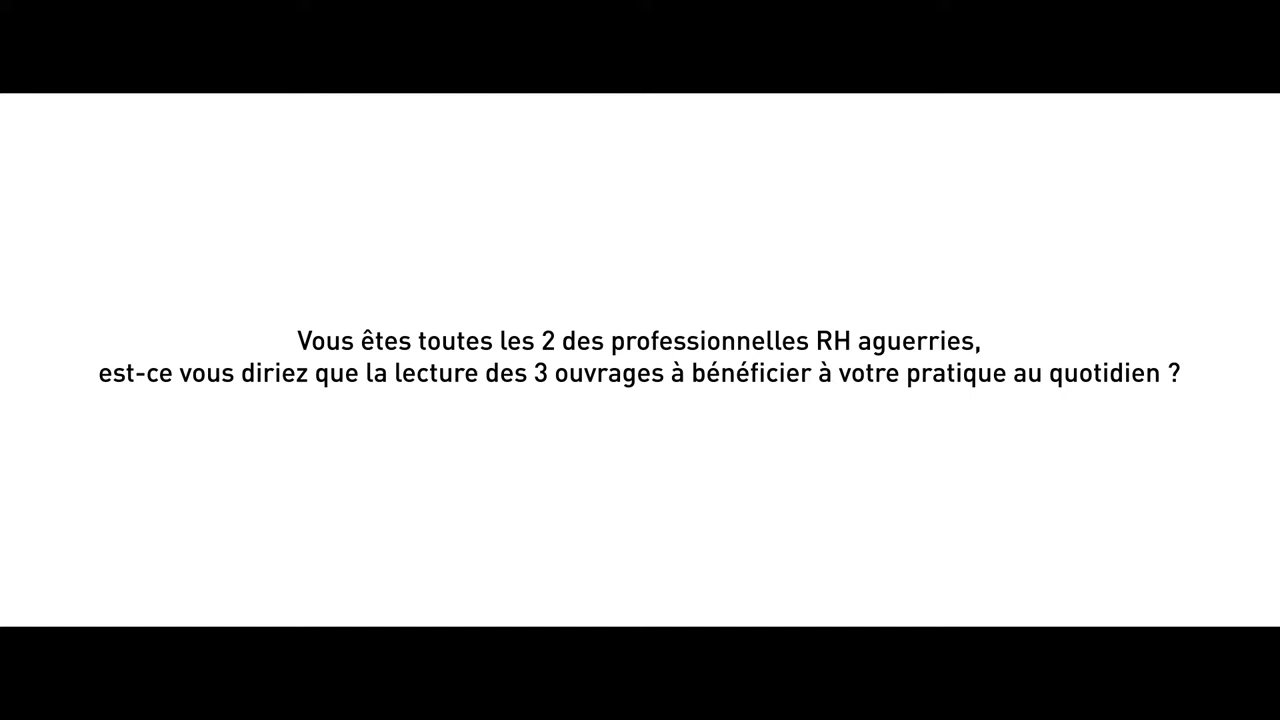 Vous êtes toutes les 2 des professionnelles RH aguerries,
est-ce vous diriez que la lecture des 3 ouvrages à bénéficier à votre pratique au quotidien ?